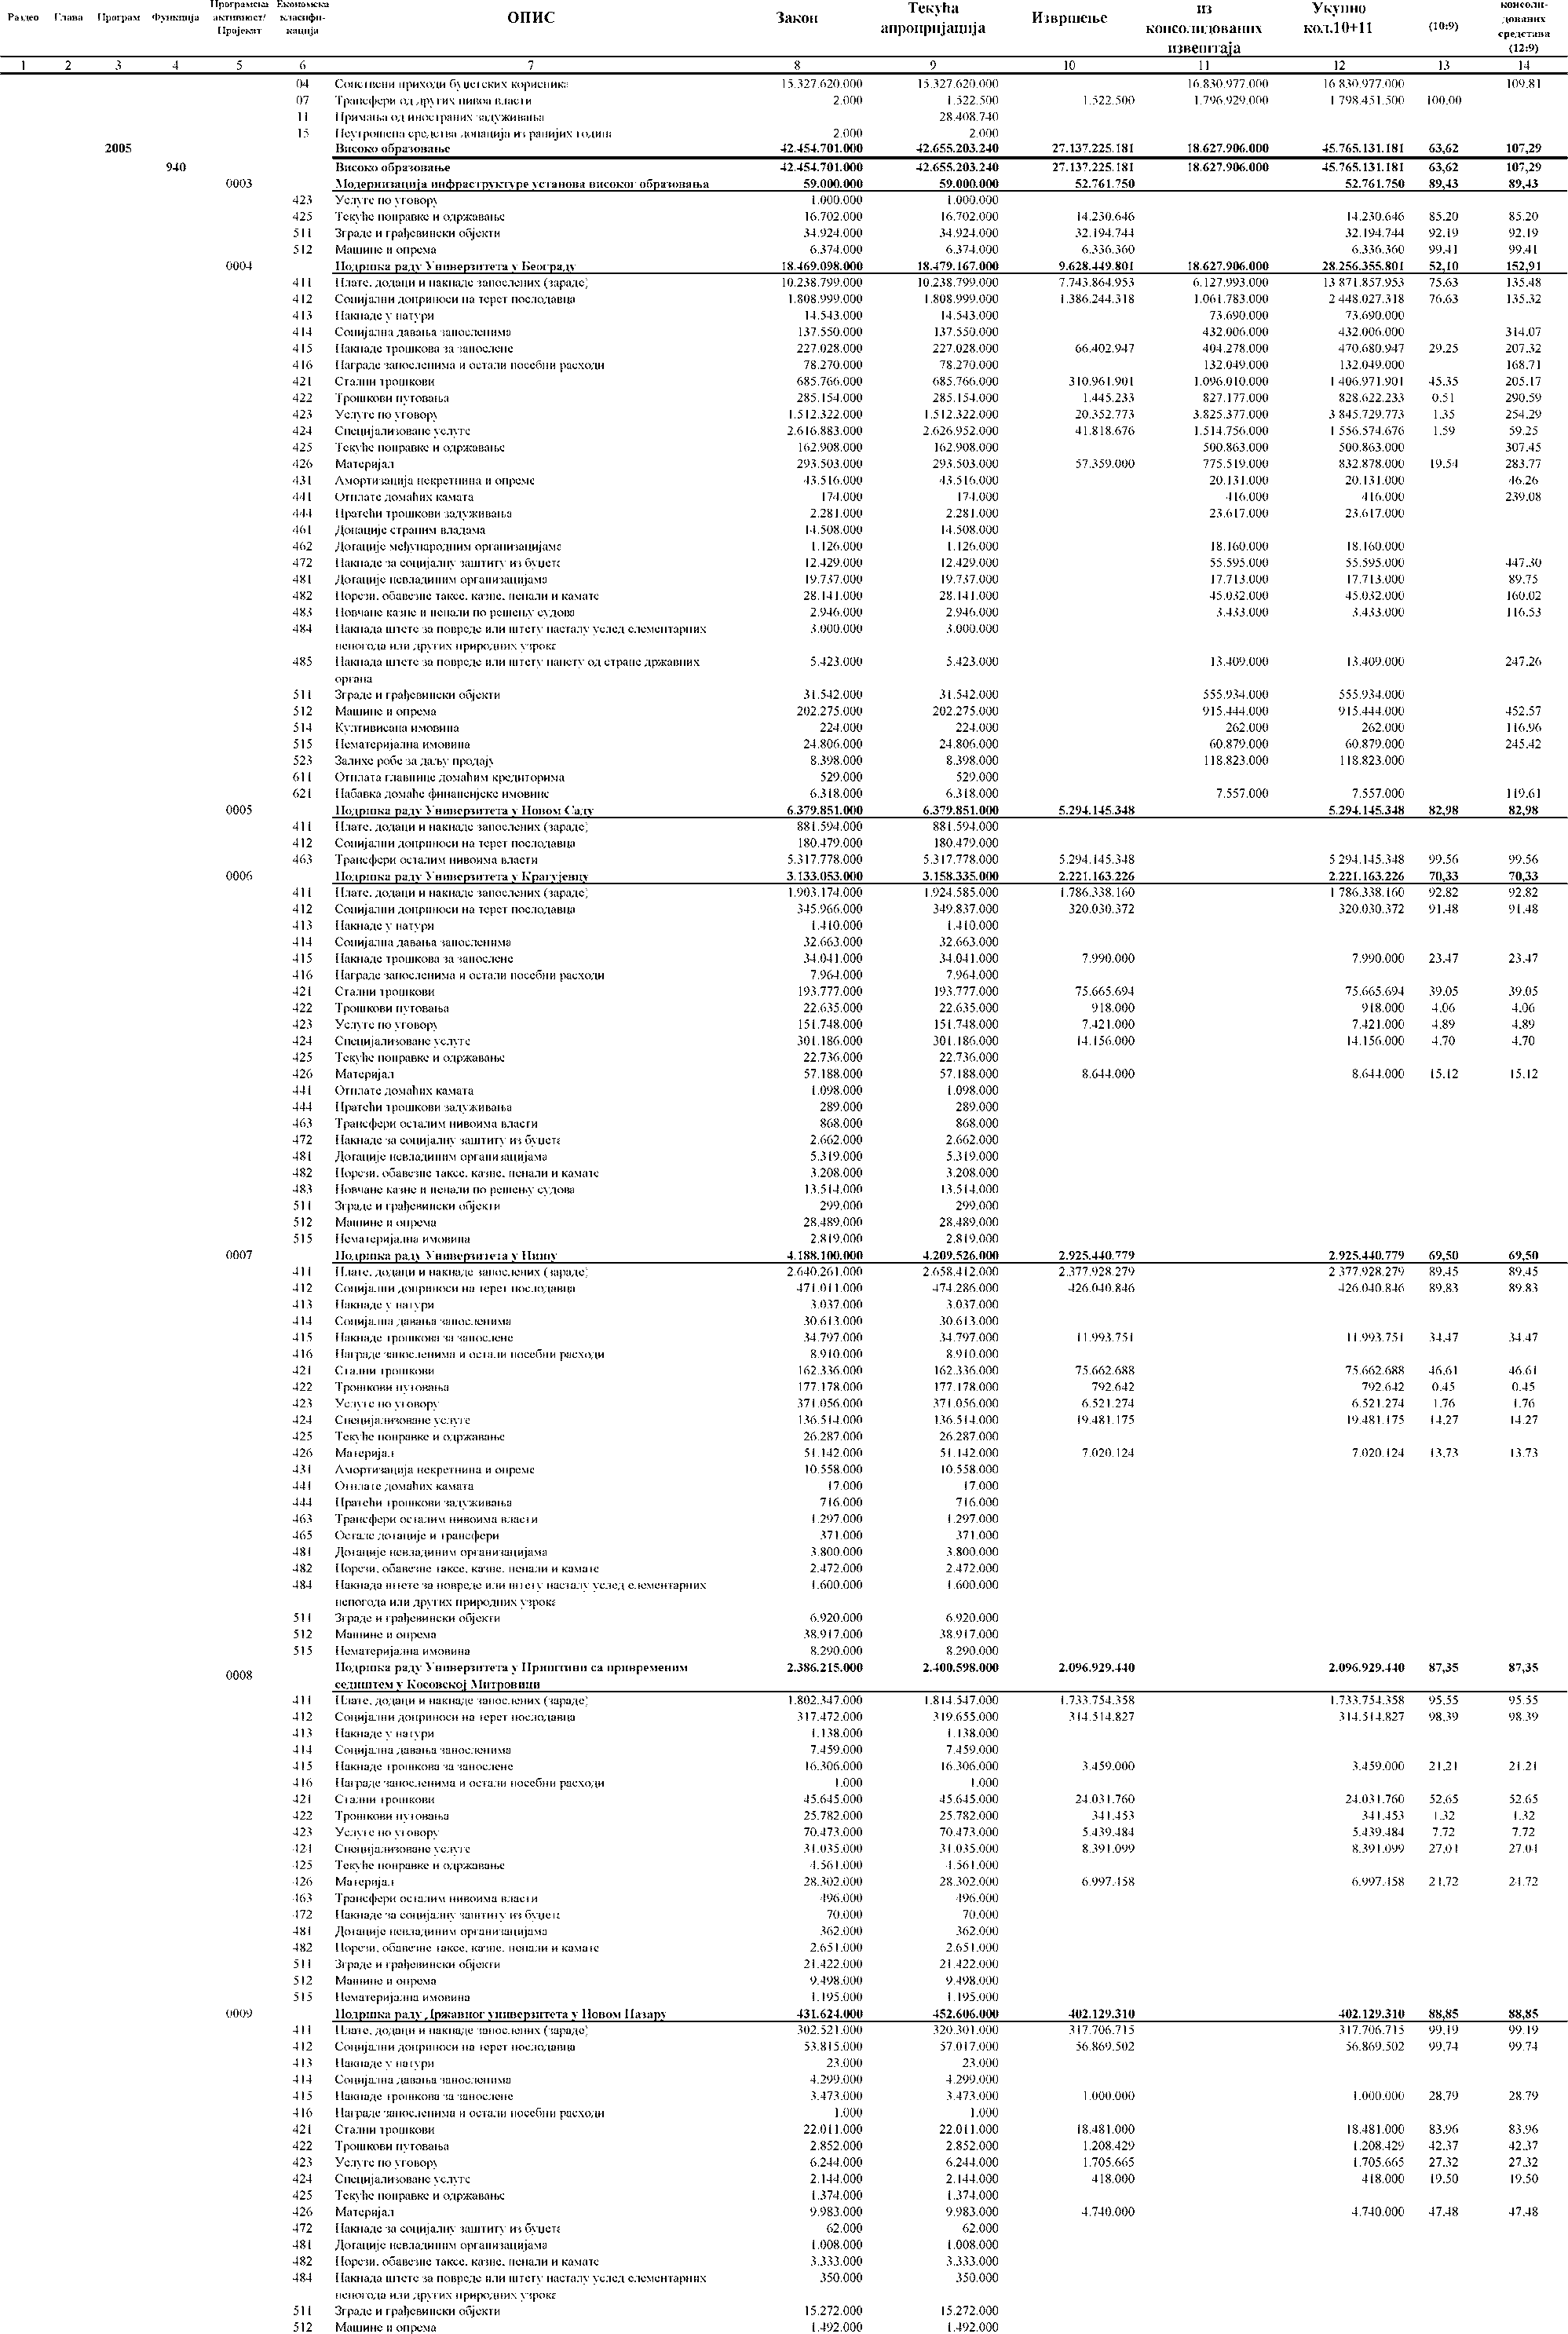 Раздео Глава Програм Функција Програмска активност/ Пројекат Економска класифи- кација ОПИС Закон Текућа апропријација Извршење из консолидованих извештаја Укупно кол.10+11 (10:9) консоли- дованих средстава (12:9)
1 2 3 4 5 6 7 8 9 10 11 12 13 14
04 Сопствени приходи буџетских корисника 15.327.620.000 15.327.620.000 16.830.977.000 16.830.977.000 109.81
07 Трансфери од других нивоа власти 2.000 1.522.500 1.522.500 1.796.929.000 1.798.451.500 100.00
11 Примања од иностраних задуживања 28.408.740
15 Неутрошена средства донација из ранијих година 2.000 2.000
2005 Високо образовање 42.454.701.000 42.655.203.240 27.137.225.181 18.627.906.000 45.765.131.181 63,62 107,29
940 Високо образовање 42.454.701.000 42.655.203.240 27.137.225.181 18.627.906.000 45.765.131.181 63,62 107,29
0003 Модернизација инфраструктуре установа високог образовања 59.000.000 59.000.000 52.761.750 52.761.750 89,43 89,43
423 Услуге по уговору 1.000.000 1.000.000
425 Текуће поправке и одржавање 16.702.000 16.702.000 14.230.646 14.230.646 85.20 85.20
511 Зграде и грађевински објекти 34.924.000 34.924.000 32.194.744 32.194.744 92.19 92.19
512 Машине и опрема 6.374.000 6.374.000 6.336.360 6.336.360 99.41 99.41
0004 Подршка раду Универзитета у Београду 18.469.098.000 18.479.167.000 9.628.449.801 18.627.906.000 28.256.355.801 52,10 152,91
411 Плате, додаци и накнаде запослених (зараде) 10.238.799.000 10.238.799.000 7.743.864.953 6.127.993.000 13.871.857.953 75.63 135.48
412 Социјални доприноси на терет послодавца 1.808.999.000 1.808.999.000 1.386.244.318 1.061.783.000 2.448.027.318 76.63 135.32
413 Накнаде у натури 14.543.000 14.543.000 73.690.000 73.690.000
414 Социјална давања запосленима 137.550.000 137.550.000 432.006.000 432.006.000 314.07
415 Накнаде трошкова за запослене 227.028.000 227.028.000 66.402.947 404.278.000 470.680.947 29.25 207.32
416 Награде запосленима и остали посебни расходи 78.270.000 78.270.000 132.049.000 132.049.000 168.71
421 Стални трошкови 685.766.000 685.766.000 310.961.901 1.096.010.000 1.406.971.901 45.35 205.17
422 Трошкови путовања 285.154.000 285.154.000 1.445.233 827.177.000 828.622.233 0.51 290.59
423 Услуге по уговору 1.512.322.000 1.512.322.000 20.352.773 3.825.377.000 3.845.729.773 1.35 254.29
424 Специјализоване услуге 2.616.883.000 2.626.952.000 41.818.676 1.514.756.000 1.556.574.676 1.59 59.25
425 Текуће поправке и одржавање 162.908.000 162.908.000 500.863.000 500.863.000 307.45
426 Материјал 293.503.000 293.503.000 57.359.000 775.519.000 832.878.000 19.54 283.77
431 Амортизација некретнина и опреме 43.516.000 43.516.000 20.131.000 20.131.000 46.26
441 Отплате домаћих камата 174.000 174.000 416.000 416.000 239.08
444 Пратећи трошкови задуживања 2.281.000 2.281.000 23.617.000 23.617.000
461 Донације страним владама 14.508.000 14.508.000
462 Дотације међународним организацијама 1.126.000 1.126.000 18.160.000 18.160.000
472 Накнаде за социјалну заштиту из буџета 12.429.000 12.429.000 55.595.000 55.595.000 447.30
481 Дотације невладиним организацијама 19.737.000 19.737.000 17.713.000 17.713.000 89.75
482 Порези, обавезне таксе, казне, пенали и камате 28.141.000 28.141.000 45.032.000 45.032.000 160.02
483 Новчане казне и пенали по решењу судова 2.946.000 2.946.000 3.433.000 3.433.000 116.53
484 Накнада штете за повреде или штету насталу услед елементарних 3.000.000 3.000.000
непогода или других природних узрока
485 Накнада штете за повреде или штету нанету од стране државних 5.423.000 5.423.000 13.409.000 13.409.000 247.26
органа
511 Зграде и грађевински објекти 31.542.000 31.542.000 555.934.000 555.934.000
512 Машине и опрема 202.275.000 202.275.000 915.444.000 915.444.000 452.57
514 Култивисана имовина 224.000 224.000 262.000 262.000 116.96
515 Нематеријална имовина 24.806.000 24.806.000 60.879.000 60.879.000 245.42
523 Залихе робе за даљу продају 8.398.000 8.398.000 118.823.000 118.823.000
611 Отплата главнице домаћим кредиторима 529.000 529.000
621 Набавка домаће финансијске имовине 6.318.000 6.318.000 7.557.000 7.557.000 119.61
0005 Подршка раду Универзитета у Новом Саду 6.379.851.000 6.379.851.000 5.294.145.348 5.294.145.348 82,98 82,98
411 Плате, додаци и накнаде запослених (зараде) 881.594.000 881.594.000
412 Социјални доприноси на терет послодавца 180.479.000 180.479.000
463 Трансфери осталим нивоима власти 5.317.778.000 5.317.778.000 5.294.145.348 5.294.145.348 99.56 99.56
0006 Подршка раду Универзитета у Крагујевцу 3.133.053.000 3.158.335.000 2.221.163.226 2.221.163.226 70,33 70,33
411 Плате, додаци и накнаде запослених (зараде) 1.903.174.000 1.924.585.000 1.786.338.160 1.786.338.160 92.82 92.82
412 Социјални доприноси на терет послодавца 345.966.000 349.837.000 320.030.372 320.030.372 91.48 91.48
413 Накнаде у натури 1.410.000 1.410.000
414 Социјална давања запосленима 32.663.000 32.663.000
415 Накнаде трошкова за запослене 34.041.000 34.041.000 7.990.000 7.990.000 23.47 23.47
416 Награде запосленима и остали посебни расходи 7.964.000 7.964.000
421 Стални трошкови 193.777.000 193.777.000 75.665.694 75.665.694 39.05 39.05
422 Трошкови путовања 22.635.000 22.635.000 918.000 918.000 4.06 4.06
423 Услуге по уговору 151.748.000 151.748.000 7.421.000 7.421.000 4.89 4.89
424 Специјализоване услуге 301.186.000 301.186.000 14.156.000 14.156.000 4.70 4.70
425 Текуће поправке и одржавање 22.736.000 22.736.000
426 Материјал 57.188.000 57.188.000 8.644.000 8.644.000 15.12 15.12
441 Отплате домаћих камата 1.098.000 1.098.000
444 Пратећи трошкови задуживања 289.000 289.000
463 Трансфери осталим нивоима власти 868.000 868.000
472 Накнаде за социјалну заштиту из буџета 2.662.000 2.662.000
481 Дотације невладиним организацијама 5.319.000 5.319.000
482 Порези, обавезне таксе, казне, пенали и камате 3.208.000 3.208.000
483 Новчане казне и пенали по решењу судова 13.514.000 13.514.000
511 Зграде и грађевински објекти 299.000 299.000
512 Машине и опрема 28.489.000 28.489.000
515 Нематеријална имовина 2.819.000 2.819.000
0007 Подршка раду Универзитета у Нишу 4.188.100.000 4.209.526.000 2.925.440.779 2.925.440.779 69,50 69,50
411 Плате, додаци и накнаде запослених (зараде) 2.640.261.000 2.658.412.000 2.377.928.279 2.377.928.279 89.45 89.45
412 Социјални доприноси на терет послодавца 471.011.000 474.286.000 426.040.846 426.040.846 89,83 89.83
413 Накнаде у натури 3.037.000 3.037.000
414 Социјална давања запосленима 30.613.000 30.613.000
415 Накнаде трошкова за запослене 34.797.000 34.797.000 11.993.751 11.993.751 34.47 34.47
416 Награде запосленима и остали посебни расходи 8.910.000 8.910.000
421 Стални трошкови 162.336.000 162.336.000 75.662.688 75.662.688 46,61 46.61
422 Трошкови путовања 177.178.000 177.178.000 792.642 792.642 0.45 0.45
423 Услуге по уговору 371.056.000 371.056.000 6.521.274 6.521.274 1.76 1.76
424 Специјализоване услуге 136.514.000 136.514.000 19.481.175 19.481.175 14,27 14.27
425 Текуће поправке и одржавање 26.287.000 26.287.000
426 Материјал 51.142.000 51.142.000 7.020.124 7.020.124 13,73 13.73
431 Амортизација некретнина и опреме 10.558.000 10.558.000
441 Отплате домаћих камата 17.000 17.000
444 Пратећи трошкови задуживања 716.000 716.000
463 Трансфери осталим нивоима власти 1.297.000 1.297.000
465 Остале дотације и трансфери 371.000 371.000
481 Дотације невладиним организацијама 3.800.000 3.800.000
482 Порези, обавезне таксе, казне, пенали и камате 2.472.000 2.472.000
484 Накнада штете за повреде или штету насталу услед елементарних 1.600.000 1.600.000
непогода или других природних узрока
511 Зграде и грађевински објекти 6.920.000 6.920.000
512 Машине и опрема 38.917.000 38.917.000
515 Нематеријална имовина 8.290.000 8.290.000
0008 Подршка раду Универзитета у Приштини са привременим 2.386.215.000 2.400.598.000 2.096.929.440 2.096.929.440 87,35 87,35
седиштем у Косовској Митровици
411 Плате, додаци и накнаде запослених (зараде) 1.802.347.000 1.814.547.000 1.733.754.358 1.733.754.358 95,55 95.55
412 Социјални доприноси на терет послодавца 317.472.000 319.655.000 314.514.827 314.514.827 98,39 98.39
413 Накнаде у натури 1.138.000 1.138.000
414 Социјална давања запосленима 7.459.000 7.459.000
415 Накнаде трошкова за запослене 16.306.000 16.306.000 3.459.000 3.459.000 21,21 21.21
416 Награде запосленима и остали посебни расходи 1.000 1.000
421 Стални трошкови 45.645.000 45.645.000 24.031.760 24.031.760 52,65 52.65
422 Трошкови путовања 25.782.000 25.782.000 341.453 341.453 1.32 1.32
423 Услуге по уговору 70.473.000 70.473.000 5.439.484 5.439.484 7.72 7.72
424 Специјализоване услуге 31.035.000 31.035.000 8.391.099 8.391.099 27,04 27.04
425 Текуће поправке и одржавање 4.561.000 4.561.000
426 Материјал 28.302.000 28.302.000 6.997.458 6.997.458 24,72 24.72
463 Трансфери осталим нивоима власти 496.000 496.000
472 Накнаде за социјалну заштиту из буџета 70.000 70.000
481 Дотације невладиним организацијама 362.000 362.000
482 Порези, обавезне таксе, казне, пенали и камате 2.651.000 2.651.000
511 Зграде и грађевински објекти 21.422.000 21.422.000
512 Машине и опрема 9.498.000 9.498.000
515 Нематеријална имовина 1.195.000 1.195.000
0009 Подршка раду Државног универзитета у Новом Пазару 431.624.000 452.606.000 402.129.310 402.129.310 88,85 88,85
411 Плате, додаци и накнаде запослених (зараде) 302.521.000 320.301.000 317.706.715 317.706.715 99,19 99.19
412 Социјални доприноси на терет послодавца 53.815.000 57.017.000 56.869.502 56.869.502 99,74 99.74
413 Накнаде у натури 23.000 23.000
414 Социјална давања запосленима 4.299.000 4.299.000
415 Накнаде трошкова за запослене 3.473.000 3.473.000 1.000.000 1.000.000 28,79 28.79
416 Награде запосленима и остали посебни расходи 1.000 1.000
421 Стални трошкови 22.011.000 22.011.000 18.481.000 18.481.000 83,96 83.96
422 Трошкови путовања 2.852.000 2.852.000 1.208.429 1.208.429 42.37 42.37
423 Услуге по уговору 6.244.000 6.244.000 1.705.665 1.705.665 27.32 27.32
424 Специјализоване услуге 2.144.000 2.144.000 418.000 418.000 19.50 19.50
425 Текуће поправке и одржавање 1.374.000 1.374.000
426 Материјал 9.983.000 9.983.000 4.740.000 4.740.000 47.48 47.48
472 Накнаде за социјалну заштиту из буџета 62.000 62.000
481 Дотације невладиним организацијама 1.008.000 1.008.000
482 Порези, обавезне таксе, казне, пенали и камате 3.333.000 3.333.000
484 Накнада штете за повреде или штету насталу услед елементарних 350.000 350.000
непогода или других природних узрока
511 Зграде и грађевински објекти 15.272.000 15.272.000
512 Машине и опрема 1.492.000 1.492.000